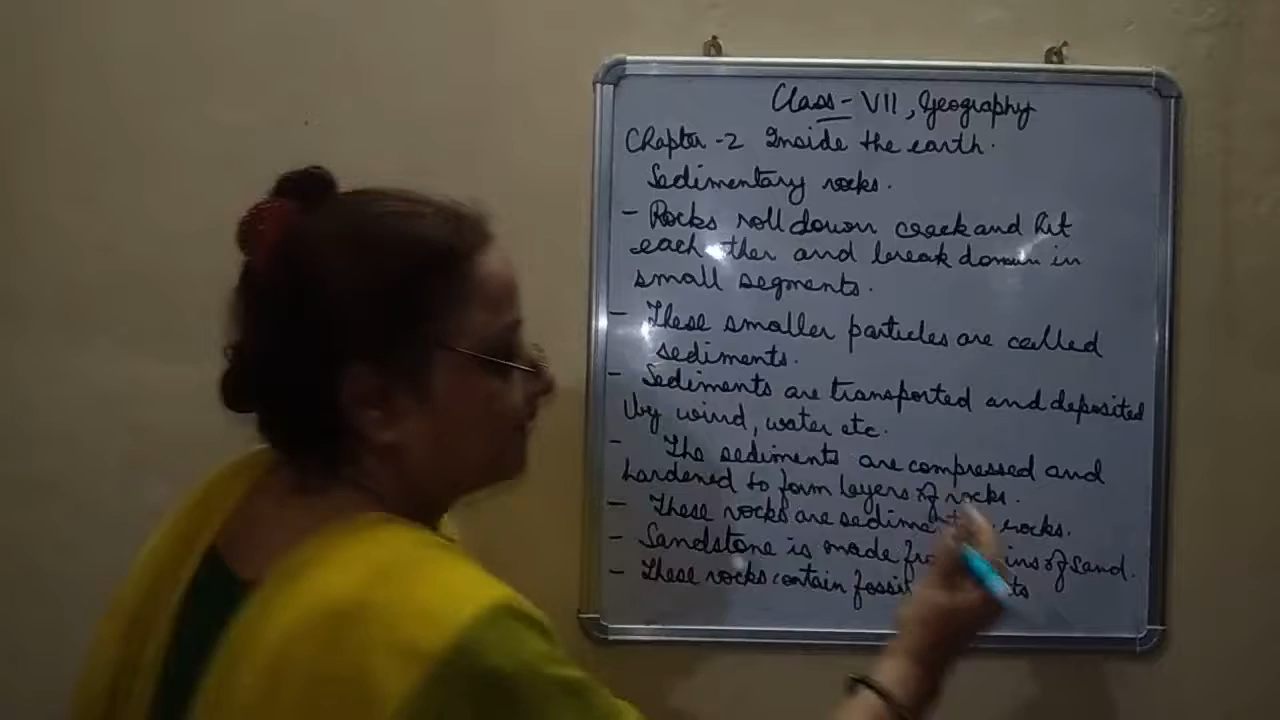 Class - VII, Geography
Chapter -2 Inside the earth.
Sedimentary rocks.
- Rocks roll down crack and hit
each other and break down in
small segments.
- These smaller particles are called
sediments.
- Sediments are transported and deposited
by wind, water etc.
- The sediments are compressed and
hardened to form layers of rocks.
- These rocks are rocks.
- Sandstone is made of sand.
- These rocks contain